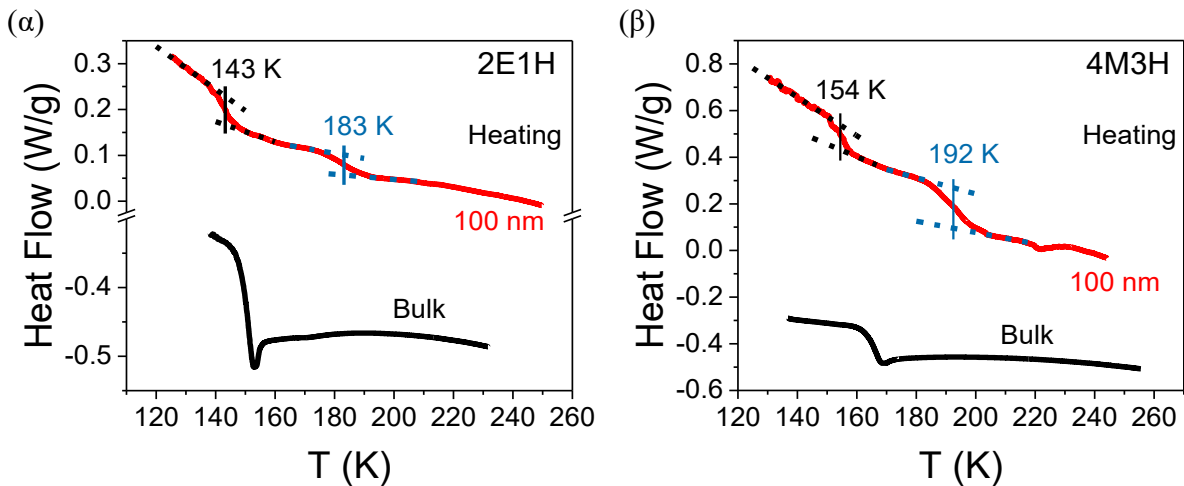 (α)
2E1H
143 K
183 K
Heating
100 nm
Bulk
Heat Flow (W/g)
0.3
0.2
0.1
0.0
-0.4
-0.5
120 140 160 180 200 220 240 260
T (K)
(β)
4M3H
154 K
192 K
Heating
100 nm
Bulk
Heat Flow (W/g)
0.8
0.6
0.4
0.2
0.0
-0.2
-0.4
-0.6
120 140 160 180 200 220 240 260
T (K)